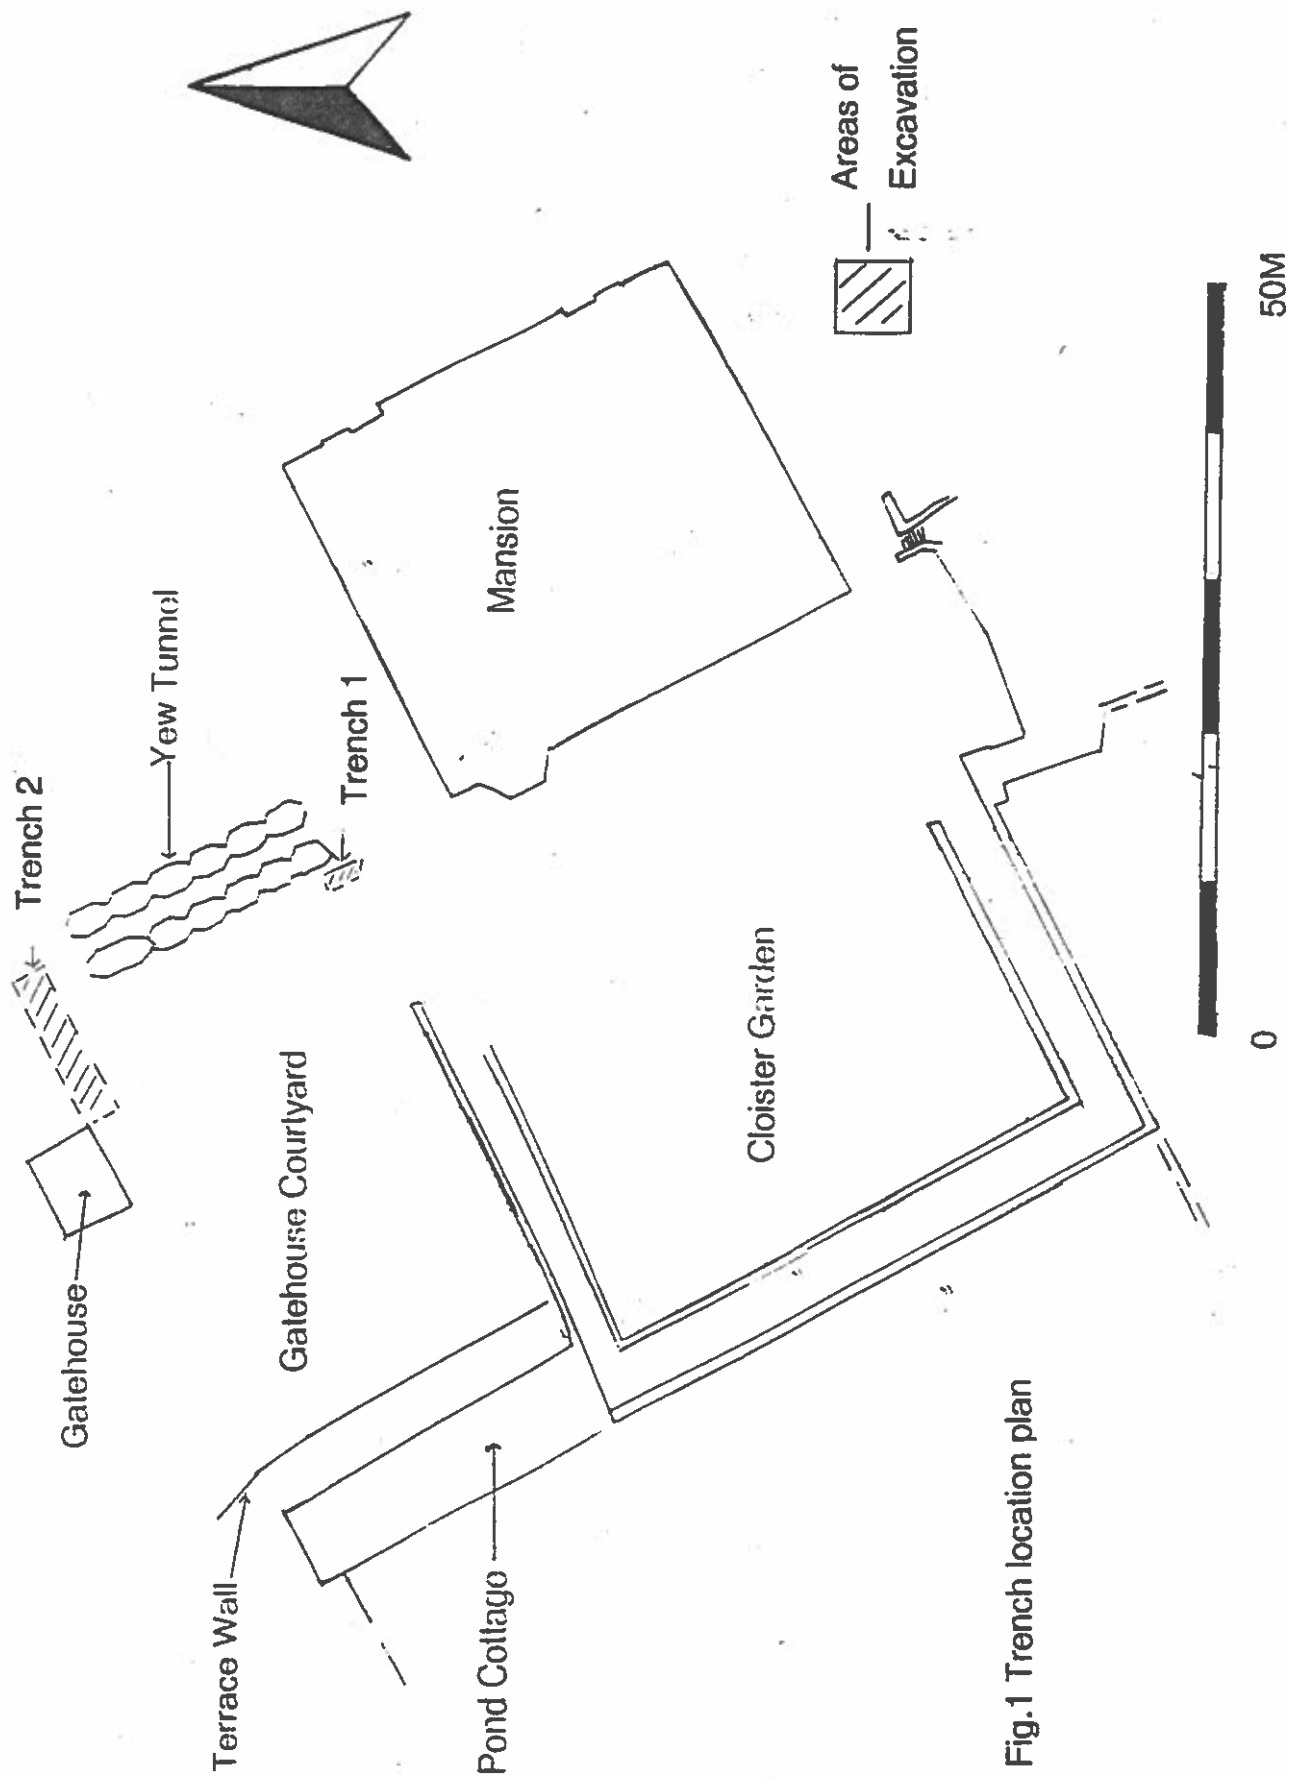 Trench 2
Yew Tunnel
Trench 1
Gatehouse
Gatehouse Courtyard
Terrace Wall
Mansion
Pond Cottage
Cloister Garden
Areas of
Excavation
0
50M
Fig.1 Trench location plan